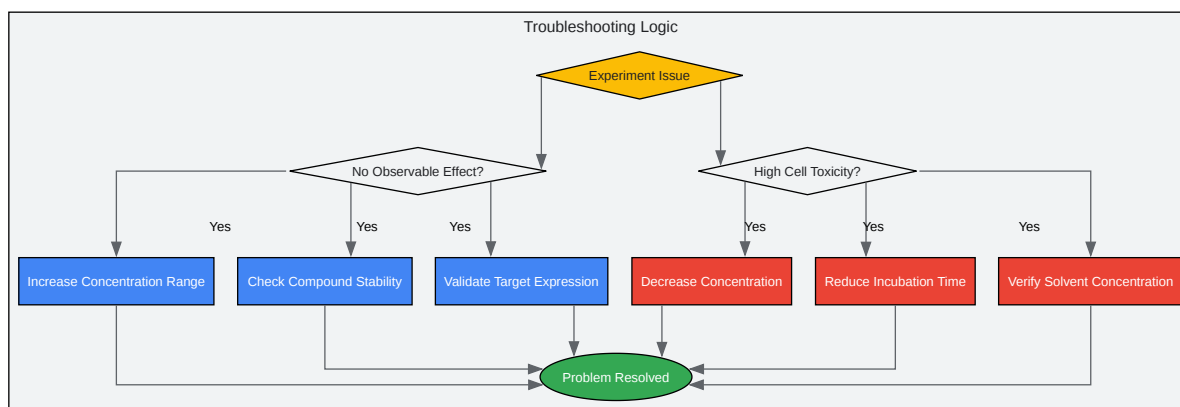 Troubleshooting Logic
Experiment Issue
No Observable Effect?
High Cell Toxicity?
Yes
Yes
Yes
Yes
Yes
Yes
Increase Concentration Range
Check Compound Stability
Validate Target Expression
Decrease Concentration
Reduce Incubation Time
Verify Solvent Concentration
Problem Resolved